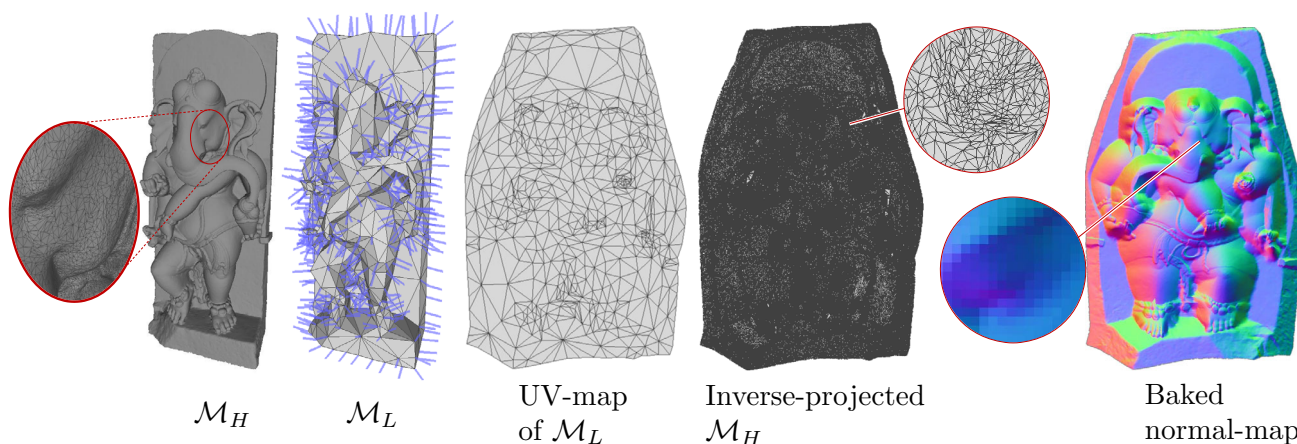 ℳ_H
ℳ_L
UV-map
of ℳ_L
Inverse-projected
ℳ_H
Baked
normal-map